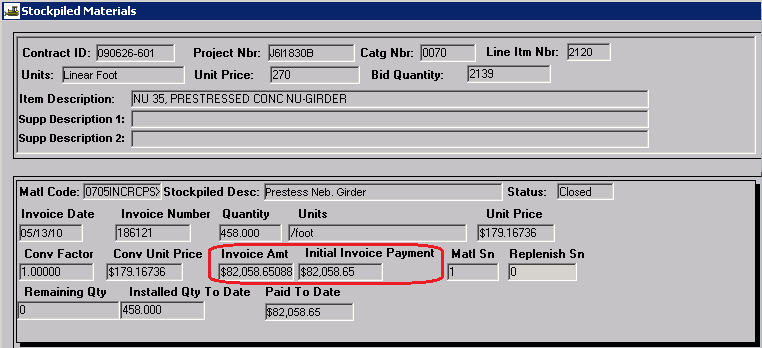 Stockpiled Materials
Contract ID: 090626-601 Project Nbr: J6I1830B Catg Nbr: 0070 Line Itm Nbr: 2120
Units: Linear Foot Unit Price: 270 Bid Quantity: 2139
Item Description: NU 35, PRESTRESSED CONC NU-GIRDER
Supp Description 1:
Supp Description 2:
Matl Code: 0705INCRCPSX Stockpiled Desc: Prestess Neb. Girder Status: Closed
Invoice Date Invoice Number Quantity Units Unit Price
05/13/10 186121 458.000 /foot $179.16736
Conv Factor Conv Unit Price Invoice Amt Initial Invoice Payment Matl Sn Replenish Sn
1.00000 $179.16736 $82,058.65088 $82,058.65 1 0
Remaining Qty Installed Qty To Date Paid To Date
0 458.000 $82,058.65